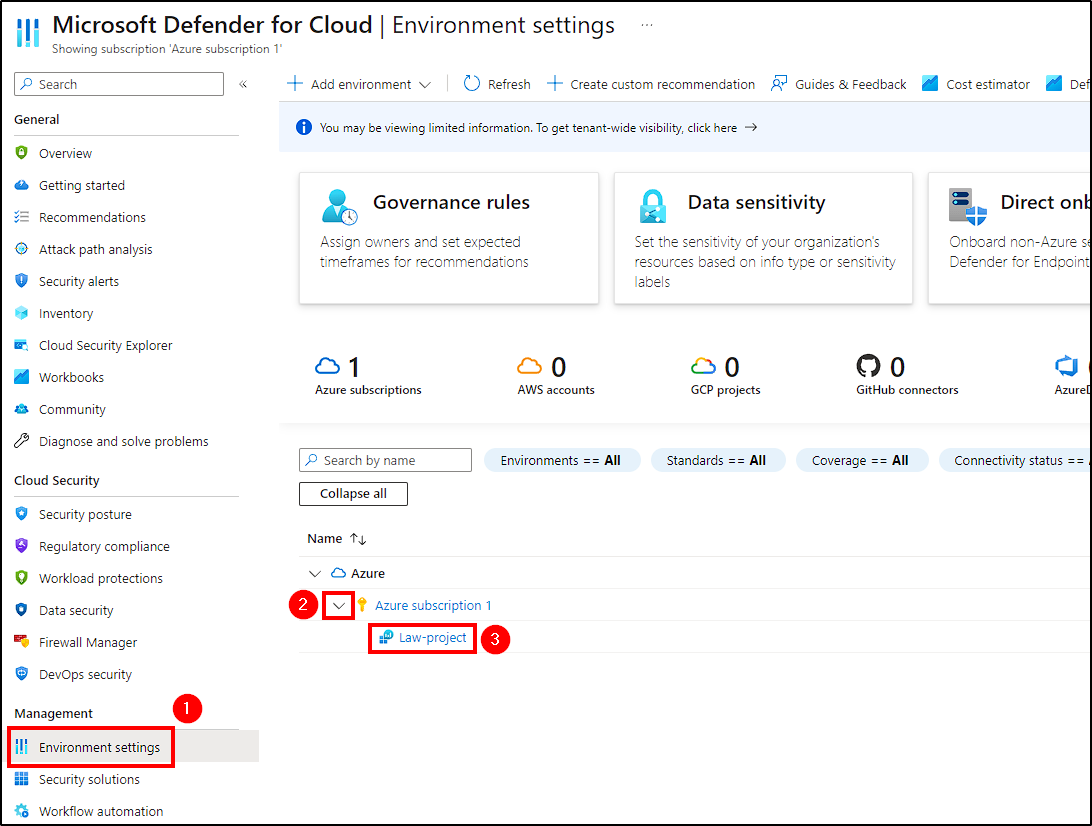 Microsoft Defender for Cloud | Environment settings ...
Showing subscription 'Azure subscription 1'
Search «
General
Overview
Getting started
Recommendations
Attack path analysis
Security alerts
Inventory
Cloud Security Explorer
Workbooks
Community
Diagnose and solve problems
Cloud Security
Security posture
Regulatory compliance
Workload protections
Data security
Firewall Manager
DevOps security
Management
1
Environment settings
Security solutions
Workflow automation
Add environment Refresh Create custom recommendation Guides & Feedback Cost estimator Def
You may be viewing limited information. To get tenant-wide visibility, click here →
Governance rules
Assign owners and set expected
timeframes for recommendations
Data sensitivity
Set the sensitivity of your organization's
resources based on info type or sensitivity
labels
Direct onb
Onboard non-Azure se
Defender for Endpoint
1
Azure subscriptions
0
AWS accounts
0
GCP projects
0
GitHub connectors
AzureD
Search by name Environments == All Standards == All Coverage == All Connectivity status ==
Collapse all
Name ↑↓
Azure
2 Azure subscription 1
Law-project 3